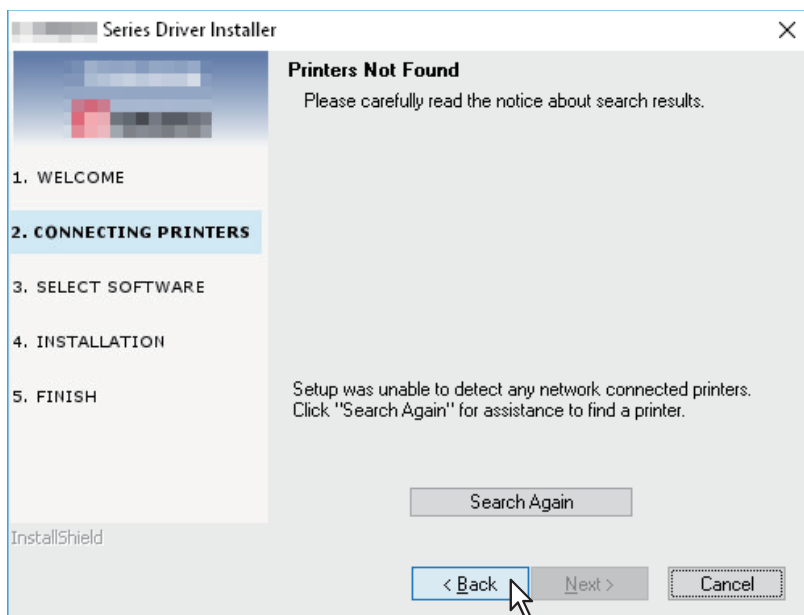 Series Driver Installer
Printers Not Found
Please carefully read the notice about search results.
1. WELCOME
2. CONNECTING PRINTERS
3. SELECT SOFTWARE
4. INSTALLATION
5. FINISH
Setup was unable to detect any network connected printers.
Click "Search Again" for assistance to find a printer.
Search Again
InstallShield
< Back
Next >
Cancel